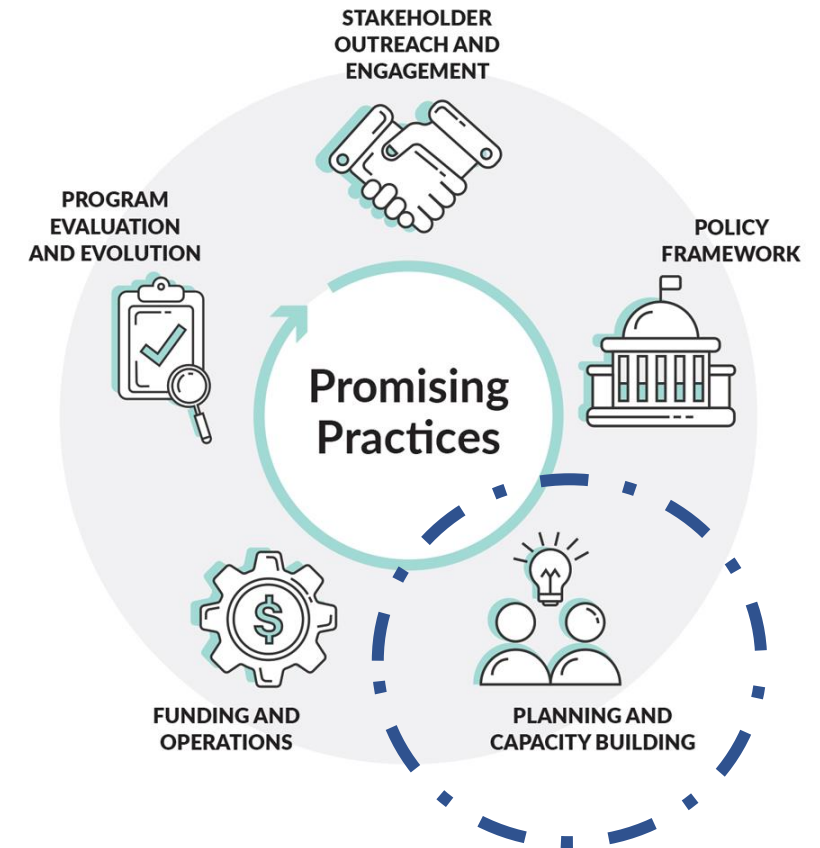 STAKEHOLDER
OUTREACH AND
ENGAGEMENT
PROGRAM
EVALUATION
AND EVOLUTION
POLICY
FRAMEWORK
Promising
Practices
$
FUNDING AND
OPERATIONS
PLANNING AND
CAPACITY BUILDING